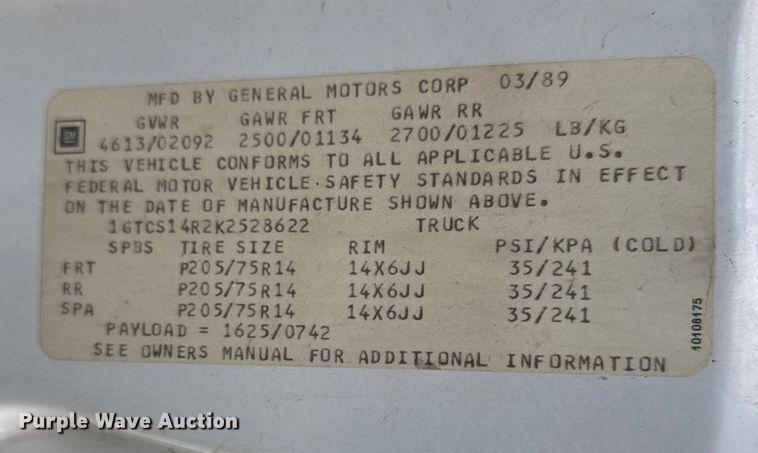 MFD BY GENERAL MOTORS CORP 03/89
GVWR GAWR FRT GAWR RR
GM 4613/02092 2500/01134 2700/01225 LB/KG
THIS VEHICLE CONFORMS TO ALL APPLICABLE U.S.
FEDERAL MOTOR VEHICLE SAFETY STANDARDS IN EFFECT
ON THE DATE OF MANUFACTURE SHOWN ABOVE.
1GTCS14R2K2528622 TRUCK
SPBS TIRE SIZE RIM PSI/KPA (COLD)
FRT P205/75R14 14X6JJ 35/241
RR P205/75R14 14X6JJ 35/241
SPA P205/75R14 14X6JJ 35/241
PAYLOAD = 1625/0742
SEE OWNERS MANUAL FOR ADDITIONAL INFORMATION
10108175
Purple Wave Auction